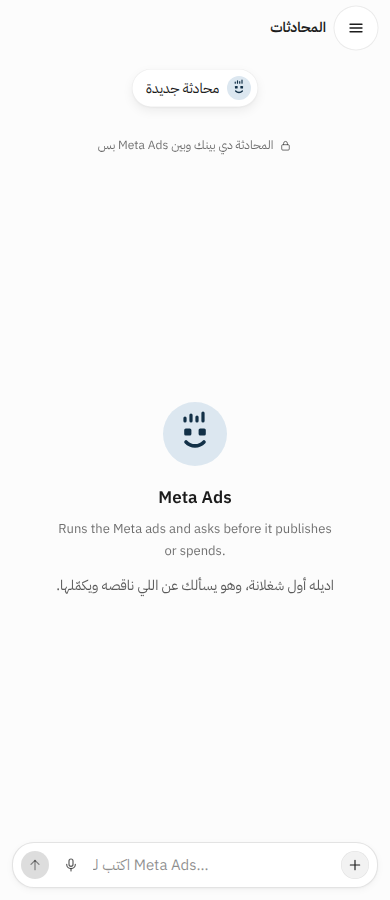 المحادثات
محادثة جديدة
المحادثة دي بينك وبين Meta Ads بس
Meta Ads
Runs the Meta ads and asks before it publishes
or spends.
اديله أول شغلانة، وهو يسألك عن اللي ناقصه ويكمّلها.
اكتب لـ Meta Ads...